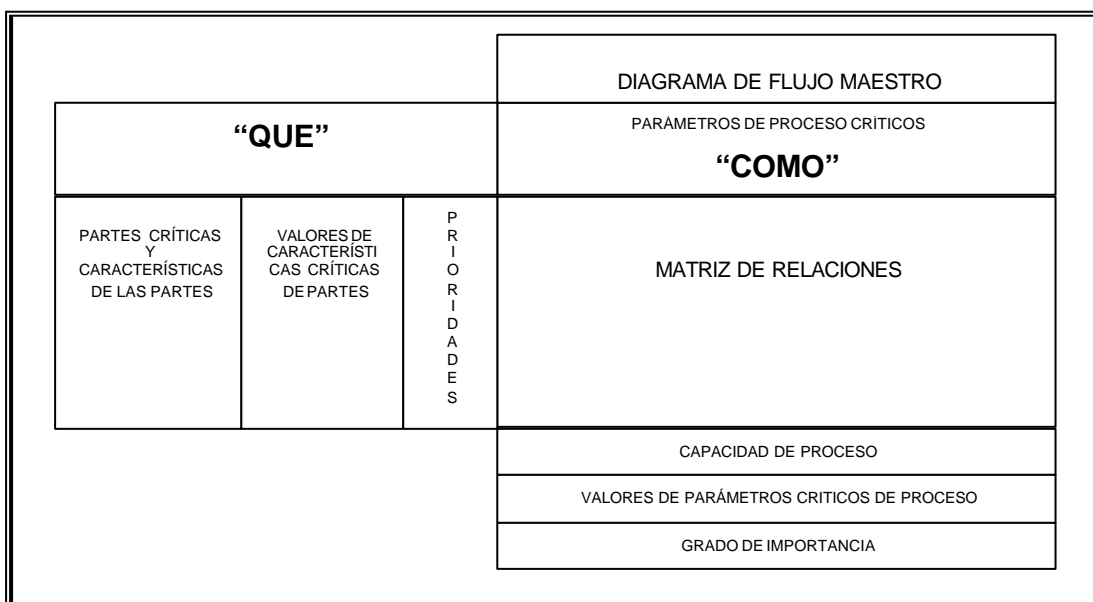 DIAGRAMA DE FLUJO MAESTRO
“QUE”
PARÁMETROS DE PROCESO CRÍTICOS
“COMO”
PARTES CRÍTICAS
Y
CARACTERÍSTICAS
DE LAS PARTES
VALORES DE
CARACTERÍSTI
CAS CRÍTICAS
DE PARTES
P
R
I
O
R
I
D
A
D
E
S
MATRIZ DE RELACIONES
CAPACIDAD DE PROCESO
VALORES DE PARÁMETROS CRITICOS DE PROCESO
GRADO DE IMPORTANCIA